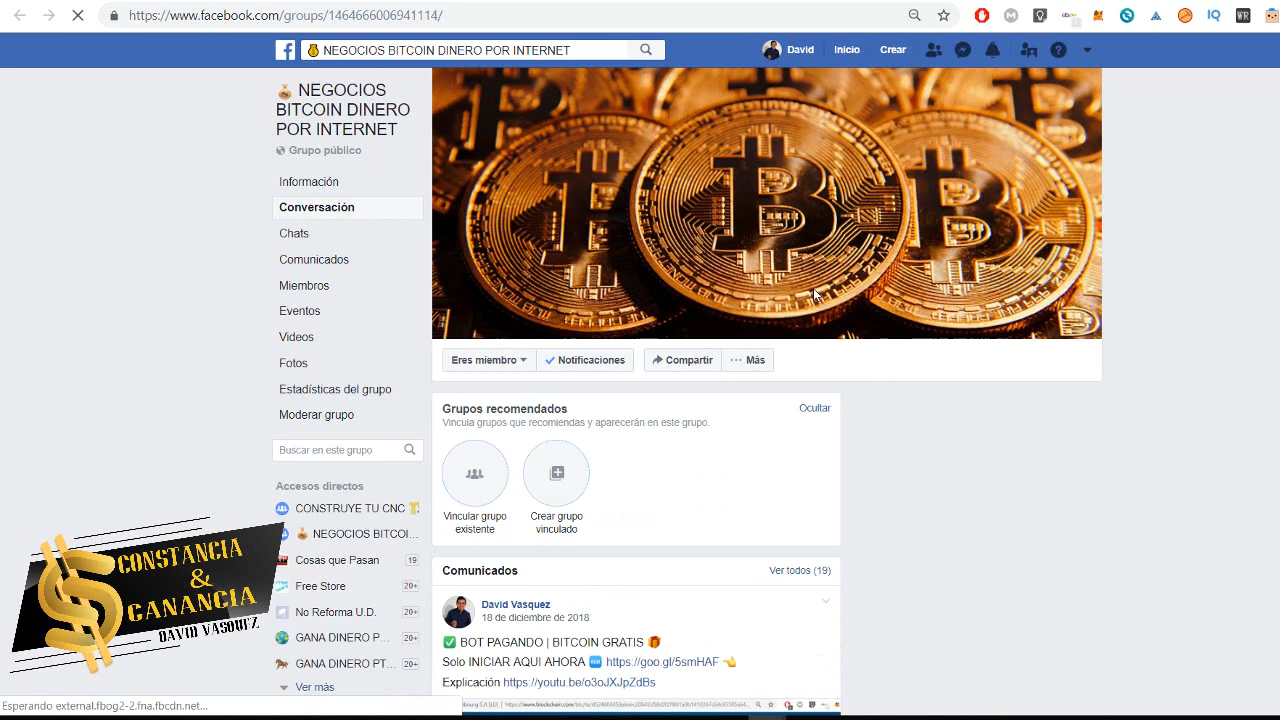 https://www.facebook.com/groups/1464666006941114/
NEGOCIOS BITCOIN DINERO POR INTERNET
David
Inicio
Crear
NEGOCIOS
BITCOIN DINERO
POR INTERNET
Grupo público
Información
Conversación
Chats
Comunicados
Miembros
Eventos
Videos
Fotos
Estadísticas del grupo
Moderar grupo
Buscar en este grupo
Accesos directos
CONSTRUYE TU CNC
NEGOCIOS BITCOI...
Cosas que Pasan 19
Free Store 20+
No Reforma U.D. 20+
GANA DINERO P... 20+
GANA DINERO PT... 20+
Ver más
Eres miembro
Notificaciones
Compartir
Más
Grupos recomendados
Ocultar
Vincula grupos que recomiendas y aparecerán en este grupo.
Vincular grupo
existente
Crear grupo
vinculado
Comunicados
Ver todos (19)
David Vasquez
18 de diciembre de 2018
BOT PAGANDO | BITCOIN GRATIS
Solo INICIAR AQUI AHORA https://goo.gl/5smHAF
Explicación https://youtu.be/o3oJXJpZdBs
CONSTANCIA
&
GANANCIA
DAVID VASQUEZ
Esperando external.fbog2-2.fna.fbcdn.net...